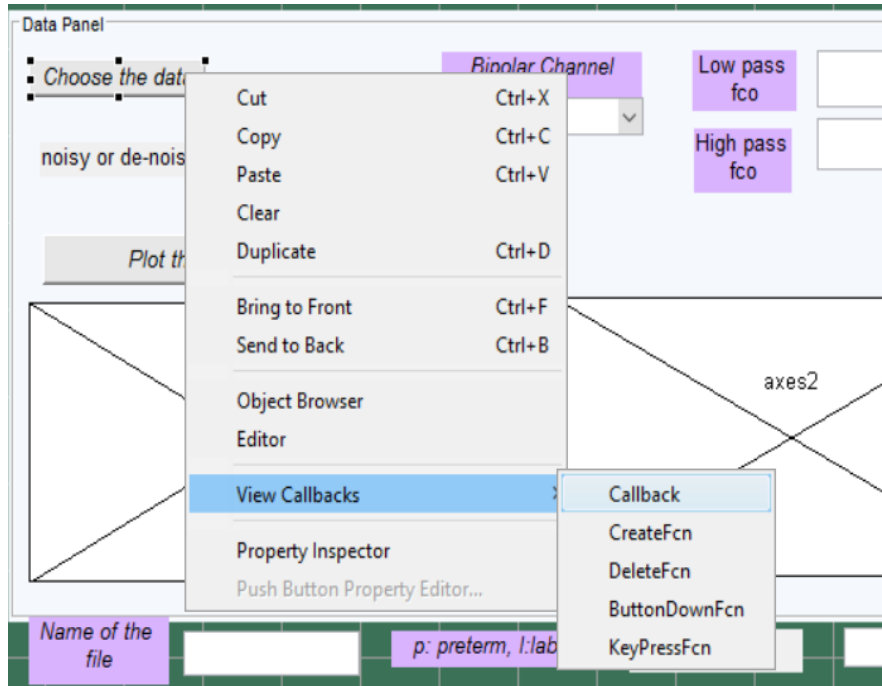 Data Panel
Choose the data
Bipolar Channel
Low pass
fco
High pass
fco
noisy or de-nois
Plot th
Cut Ctrl+X
Copy Ctrl+C
Paste Ctrl+V
Clear
Duplicate Ctrl+D
Bring to Front Ctrl+F
Send to Back Ctrl+B
Object Browser
Editor
View Callbacks
Property Inspector
Push Button Property Editor...
Callback
CreateFcn
DeleteFcn
ButtonDownFcn
KeyPressFcn
axes2
Name of the
file
p: preterm, l:lab